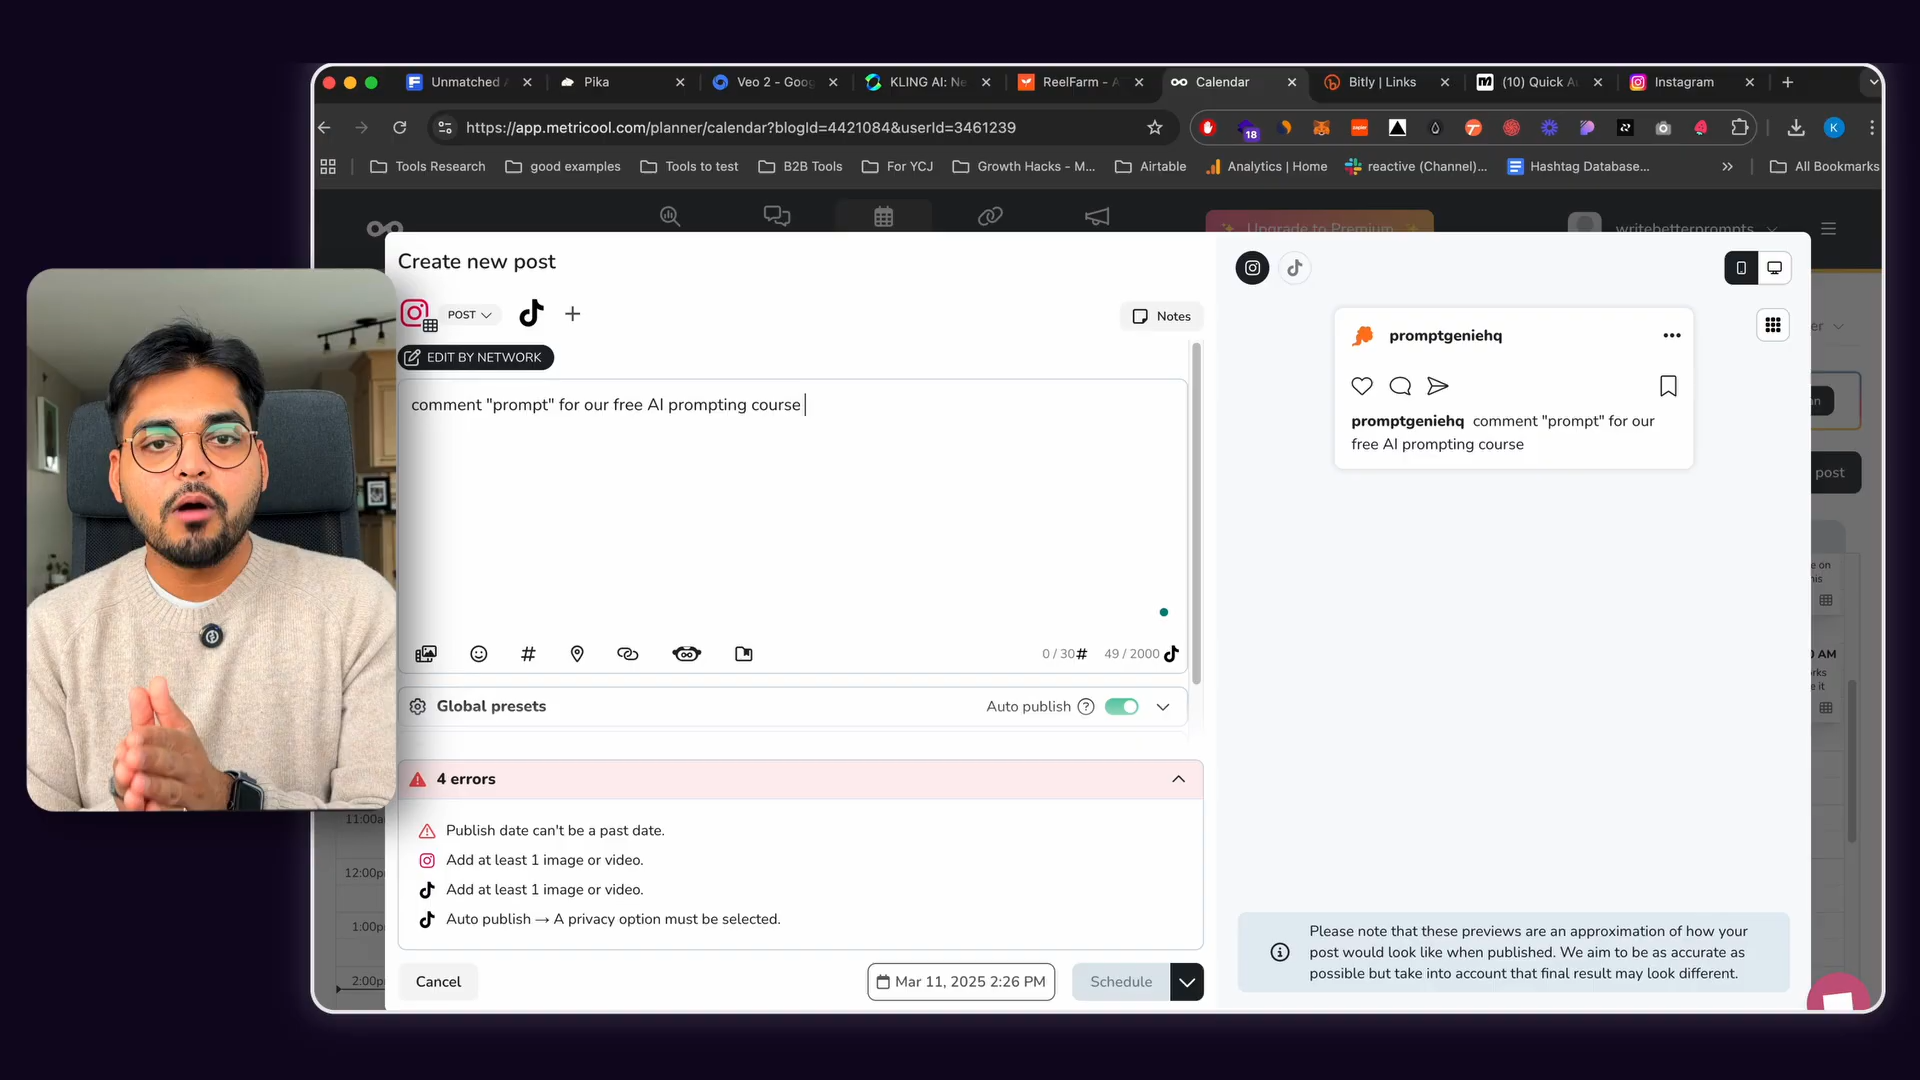 Unmatched
Pika
Veo 2 - Goog
KLING AI: Ne
ReelFarm - A
Calendar
Bitly | Links
(10) Quick A
Instagram
https://app.metricool.com/planner/calendar?blogId=4421084&userId=3461239
18
K
Tools Research
good examples
Tools to test
B2B Tools
For YCJ
Growth Hacks - M...
Airtable
Analytics | Home
reactive (Channel)...
Hashtag Database...
All Bookmarks
Upgrade to Premium
writebetterprompts
Create new post
POST
Notes
EDIT BY NETWORK
comment "prompt" for our free AI prompting course
0 / 30#
49 / 2000
Global presets
Auto publish
4 errors
Publish date can't be a past date.
Add at least 1 image or video.
Add at least 1 image or video.
Auto publish → A privacy option must be selected.
Cancel
Mar 11, 2025 2:26 PM
Schedule
promptgeniehq
promptgeniehq comment "prompt" for our
free AI prompting course
Please note that these previews are an approximation of how your
post would look like when published. We aim to be as accurate as
possible but take into account that final result may look different.
post
e on
AM
e it
11:00a
12:00p
1:00p
2:00p